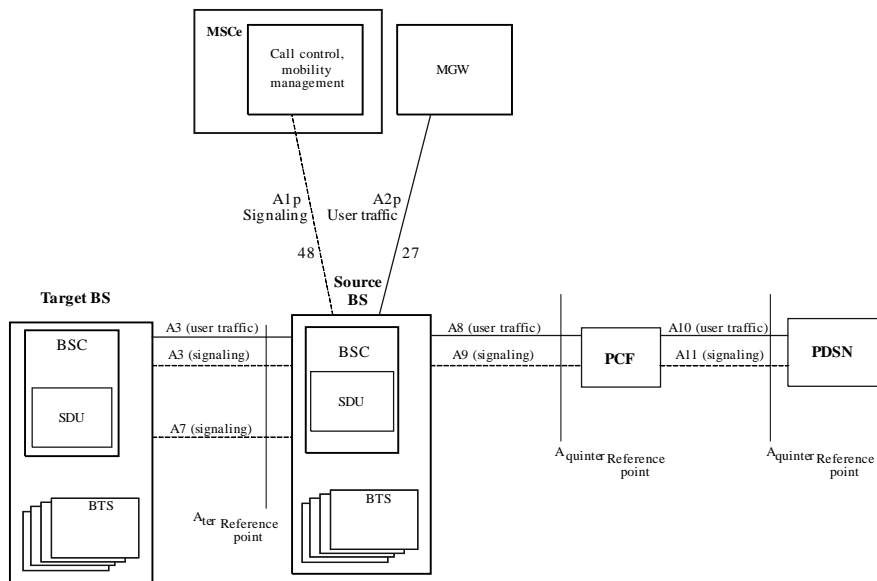 MSCe
Call control,
mobility
management
MGW
A1p
Signaling
A2p
User traffic
48
27
Source
BS
Target BS
BSC
SDU
BTS
A3 (user traffic)
A3 (signaling)
A7 (signaling)
Ater Reference
point
BSC
SDU
BTS
A8 (user traffic)
A9 (signaling)
PCF
A10 (user traffic)
A11 (signaling)
PDSN
Aquinter Reference
point
Aquinter Reference
point